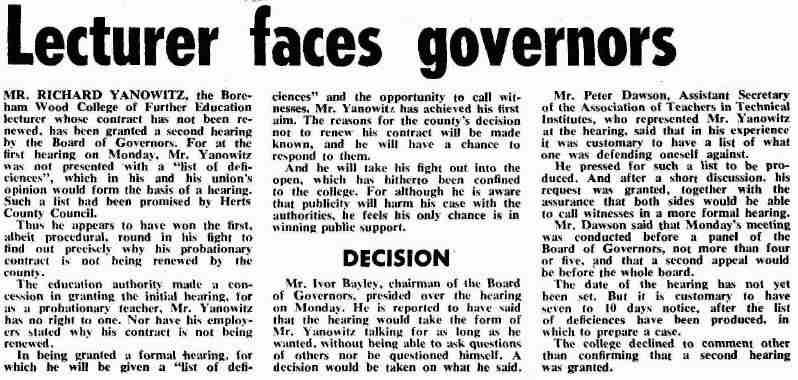 Lecturer faces governors
MR. RICHARD YANOWITZ, the Bore-
ham Wood College of Further Education
lecturer whose contract has not been re-
newed, has been granted a second hearing
by the Board of Governors. For at the
first hearing on Monday, Mr. Yanowitz
was not presented with a "list of defi-
ciences", which in his and his union's
opinion would form the basis of a hearing.
Such a list had been promised by Herts
County Council.
Thus he appears to have won the first,
albeit procedural, round in his fight to
find out precisely why his probationary
contract is not being renewed by the
county.
The education authority made a con-
cession in granting the initial hearing, for
as a probationary teacher, Mr. Yanowitz
has no right to one. Nor have his employ-
ers stated why his contract is not being
renewed.
In being granted a formal hearing, for
which he will be given a "list of defi-
ciences" and the opportunity to call wit-
nesses, Mr. Yanowitz has achieved his first
aim. The reasons for the county's decision
not to renew his contract will be made
known, and he will have a chance to
respond to them.
And he will take his fight out into the
open, which has hitherto been confined
to the college. For although he is aware
that publicity will harm his case with the
authorities, he feels his only chance is in
winning public support.
DECISION
Mr. Ivor Bayley, chairman of the Board
of Governors, presided over the hearing
on Monday. He is reported to have said
that the hearing would take the form of
Mr. Yanowitz talking for as long as he
wanted, without being able to ask questions
of others nor be questioned himself. A
decision would be taken on what he said.
Mr. Peter Dawson, Assistant Secretary
of the Association of Teachers in Technical
Institutes, who represented Mr. Yanowitz
at the hearing, said that in his experience
it was customary to have a list of what
one was defending oneself against.
He pressed for such a list to be pro-
duced. And after a short discussion, his
request was granted, together with the
assurance that both sides would be able
to call witnesses in a more formal hearing.
Mr. Dawson said that Monday's meeting
was conducted before a panel of the
Board of Governors, not more than four
or five, and that a second appeal would
be before the whole board.
The date of the hearing has not yet
been set. But it is customary to have
seven to 10 days notice, after the list
of deficiences have been produced, in
which to prepare a case.
The college declined to comment other
than confirming that a second hearing
was granted.